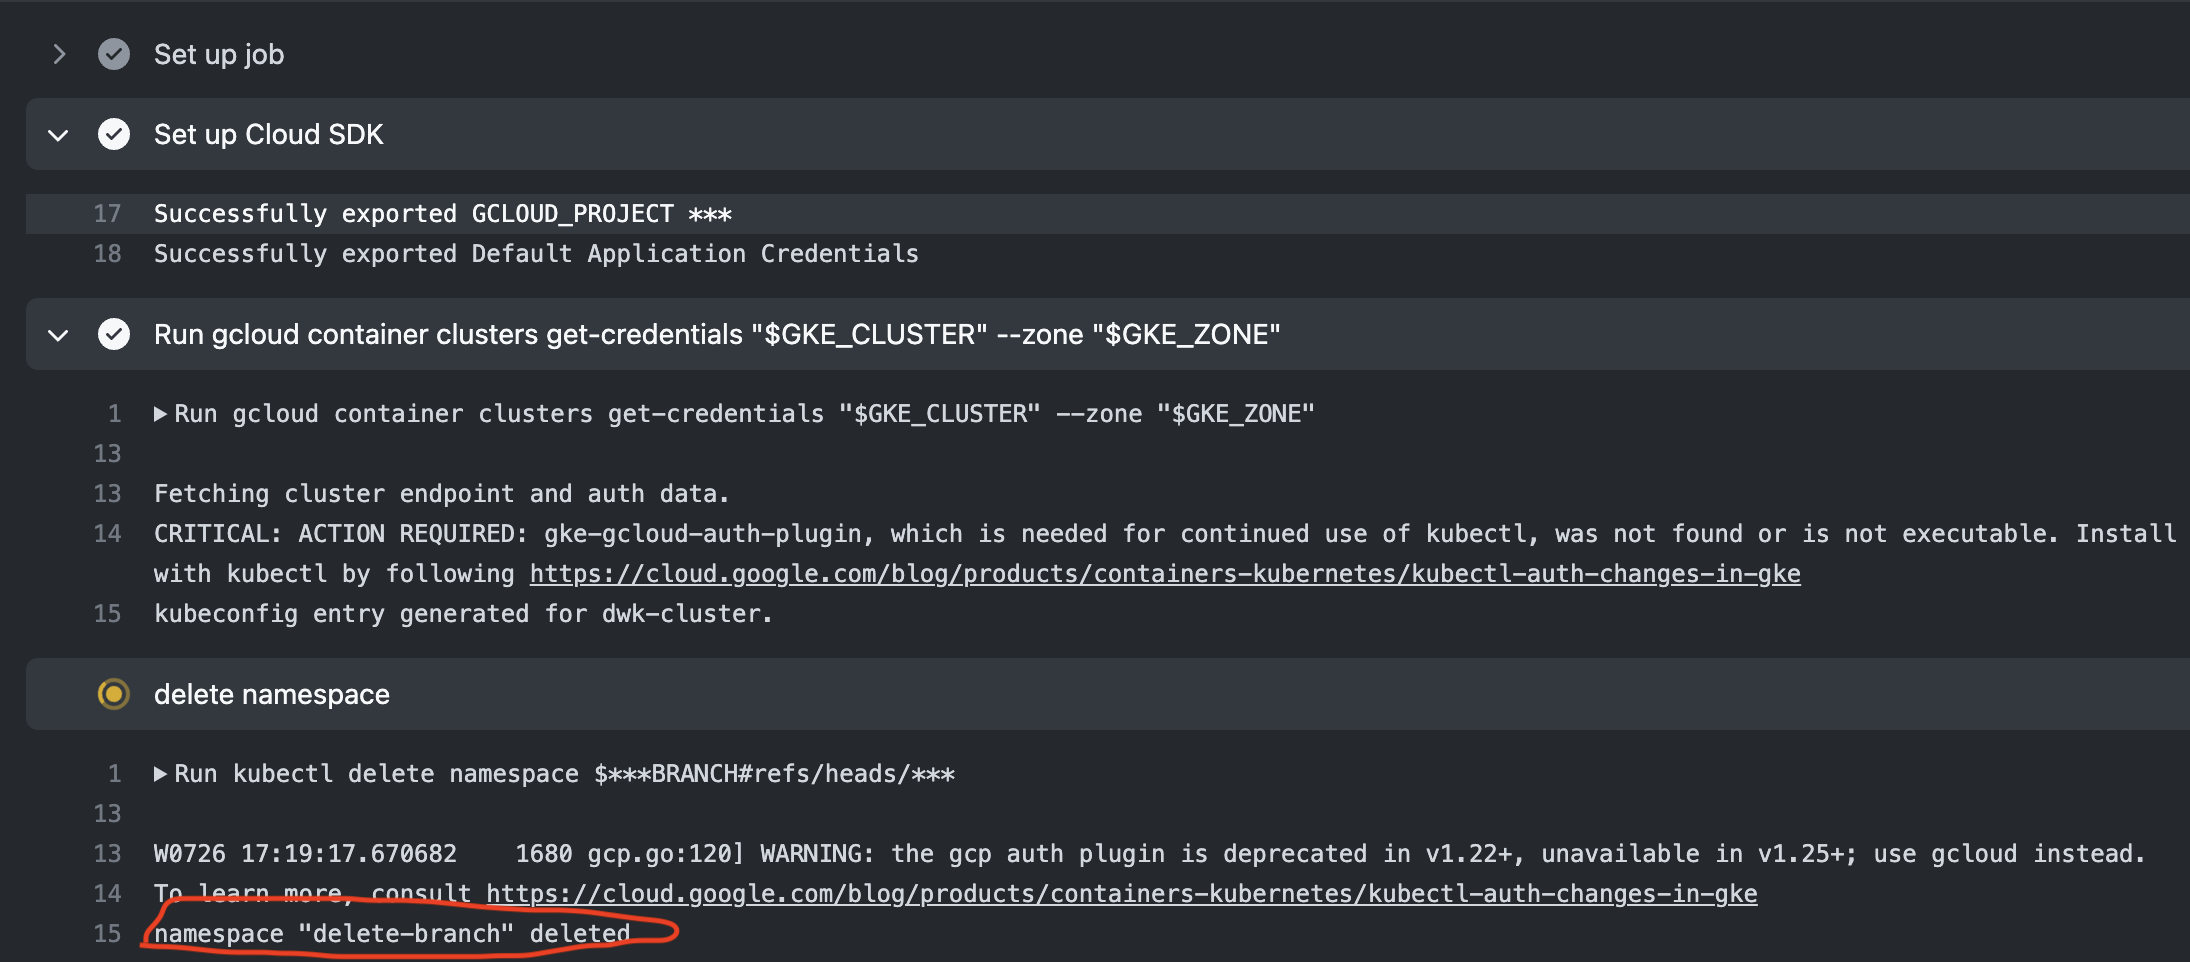 Set up job
Set up Cloud SDK
17 Successfully exported GCLOUD_PROJECT ***
18 Successfully exported Default Application Credentials
Run gcloud container clusters get-credentials "$GKE_CLUSTER" --zone "$GKE_ZONE"
1 ▶Run gcloud container clusters get-credentials "$GKE_CLUSTER" --zone "$GKE_ZONE"
13
13 Fetching cluster endpoint and auth data.
14 CRITICAL: ACTION REQUIRED: gke-gcloud-auth-plugin, which is needed for continued use of kubectl, was not found or is not executable. Install
with kubectl by following https://cloud.google.com/blog/products/containers-kubernetes/kubectl-auth-changes-in-gke
15 kubeconfig entry generated for dwk-cluster.
delete namespace
1 ▶Run kubectl delete namespace $***BRANCH#refs/heads/***
13
13 W0726 17:19:17.670682    1680 gcp.go:120] WARNING: the gcp auth plugin is deprecated in v1.22+, unavailable in v1.25+; use gcloud instead.
14 To learn more, consult https://cloud.google.com/blog/products/containers-kubernetes/kubectl-auth-changes-in-gke
15 namespace "delete-branch" deleted